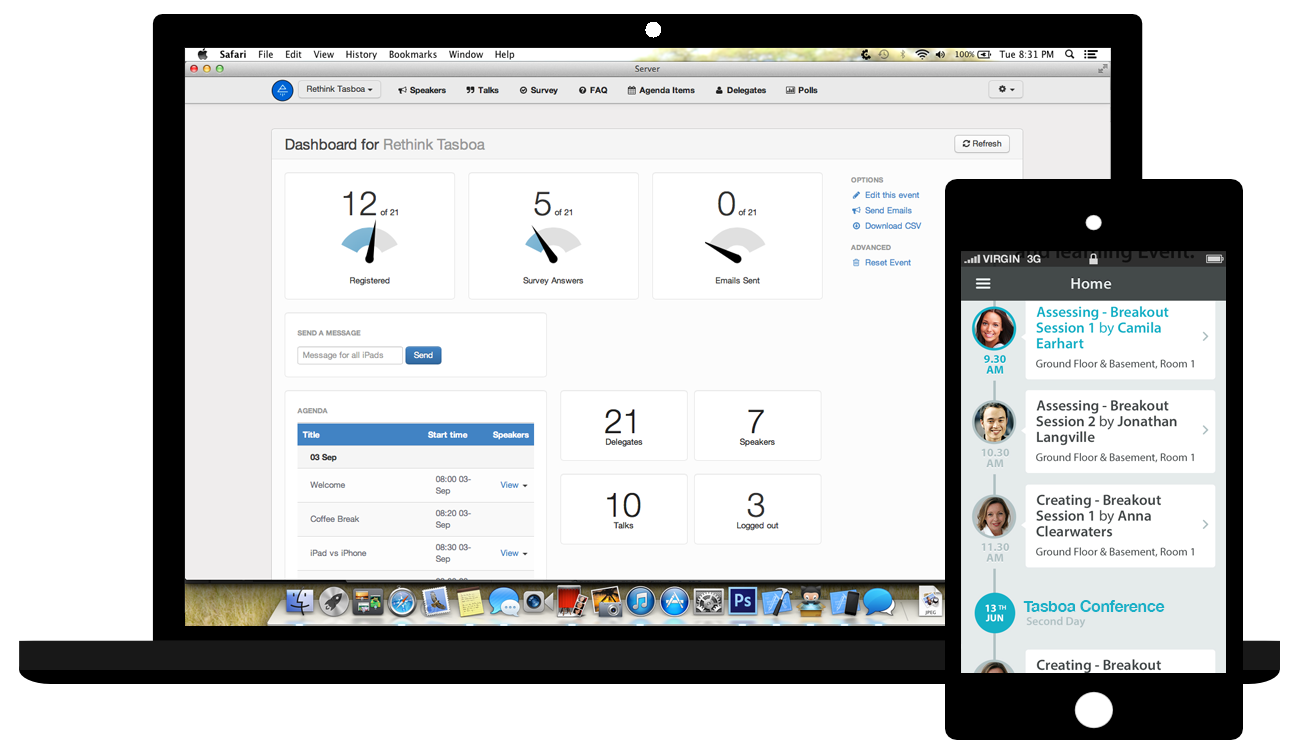 Safari File Edit View History Bookmarks Window Help 100% Tue 8:31 PM
Server
Rethink Tasboa Speakers Talks Survey FAQ Agenda Items Delegates Polls
Dashboard for Rethink Tasboa Refresh
12 of 21
Registered
5 of 21
Survey Answers
0 of 21
Emails Sent
OPTIONS
Edit this event
Send Emails
Download CSV
ADVANCED
Reset Event
SEND A MESSAGE
Message for all iPads Send
AGENDA
Title Start time Speakers
03 Sep
Welcome 08:00 03-
Sep View
Coffee Break 08:20 03-
Sep
iPad vs iPhone 08:30 03-
Sep View
21
Delegates
7
Speakers
10
Talks
3
Logged out
Ps
JPEG
and learning Event.
VIRGIN 3G
Home
Assessing - Breakout
Session 1 by Camila
Earhart
Ground Floor & Basement, Room 1
9.30
AM
Assessing - Breakout
Session 2 by Jonathan
Langville
Ground Floor & Basement, Room 1
10.30
AM
Creating - Breakout
Session 1 by Anna
Clearwaters
Ground Floor & Basement, Room 1
11.30
AM
13TH
JUN
Tasboa Conference
Second Day
Creating - Breakout